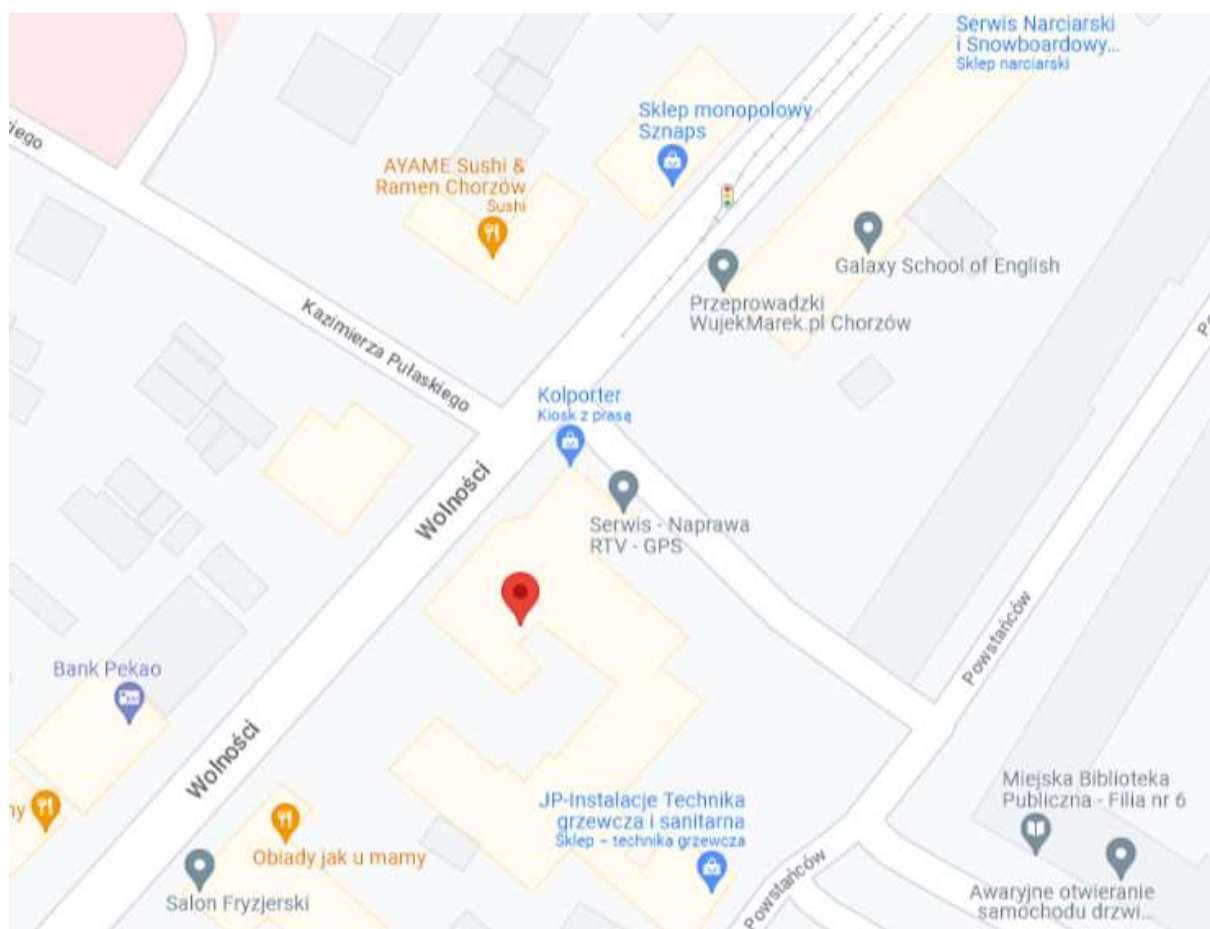 Serwis Narciarski
i Snowboardowy...
Sklep narciarski
Sklep monopolowy
Sznaps
kiego
AYAME Sushi &
Ramen Chorzów
Sushi
Galaxy School of English
Przeprowadzki
WujekMarek.pl Chorzów
Kazimierza Pułaskiego
Kolporter
Kiosk z prasą
Wolności
Serwis - Naprawa
RTV - GPS
Powstańców
Bank Pekao
Wolności
Miejska Biblioteka
Publiczna - Filia nr 6
JP-Instalacje Technika
grzewcza i sanitarna
Sklep – technika grzewcza
ny
Obiady jak u mamy
Powstańców
Salon Fryzjerski
Awaryjne otwieranie
samochodu drzwi...